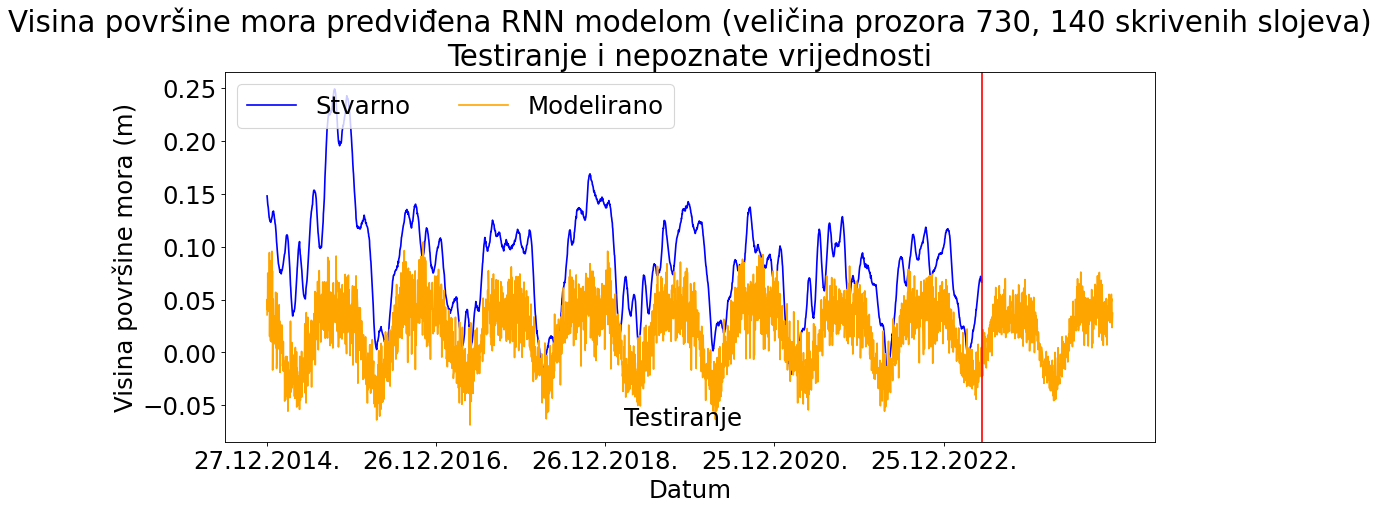 Visina površine mora predviđena RNN modelom (veličina prozora 730, 140 skrivenih slojeva)
Testiranje i nepoznate vrijednosti
Stvarno
Modelirano
Visina površine mora (m)
0.25
0.20
0.15
0.10
0.05
0.00
−0.05
Testiranje
27.12.2014.
26.12.2016.
26.12.2018.
25.12.2020.
25.12.2022.
Datum